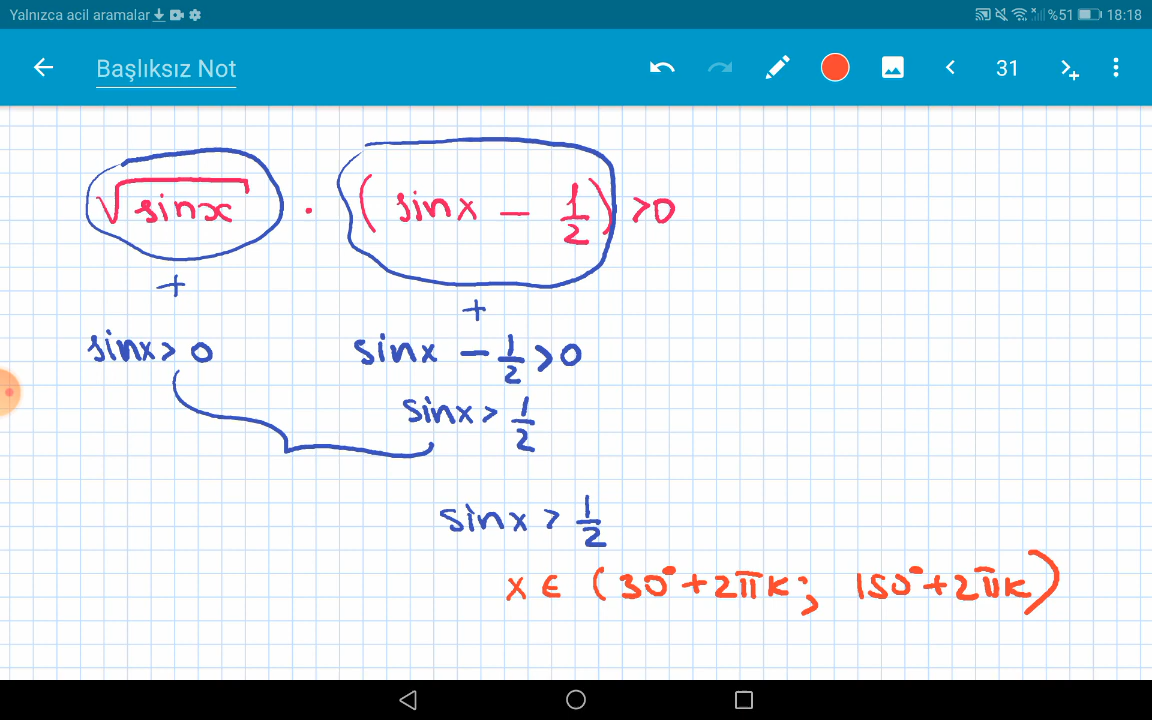 Yalnızca acil aramalar %51 18:18
Başlıksız Not 31
√sinx · (sinx - 1/2) >0
+ +
sinx > 0 sinx - 1/2 >0
sinx > 1/2
sinx > 1/2
x ∈ (30° + 2πk; 150° + 2πk)